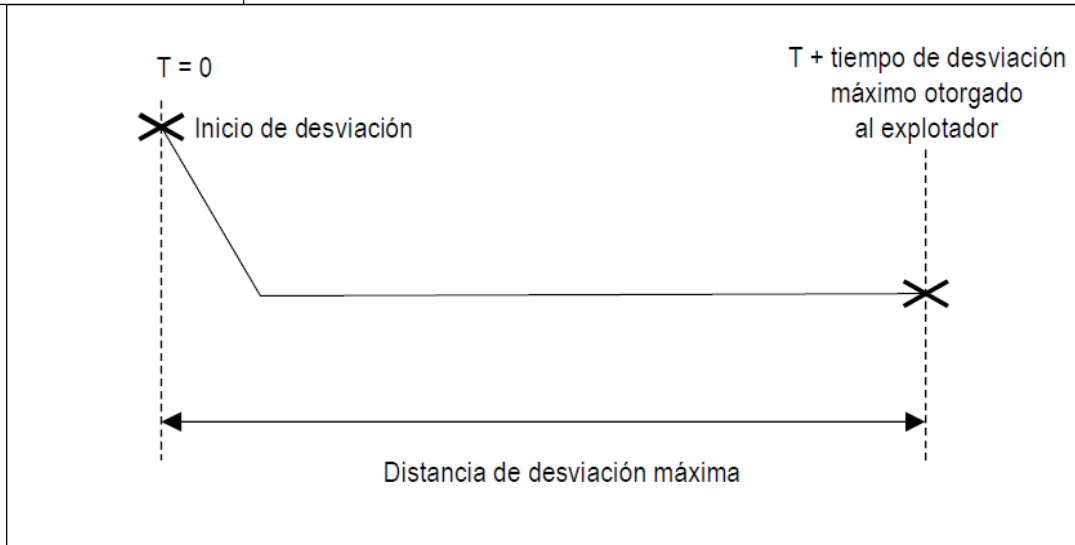 T = 0
Inicio de desviación
T + tiempo de desviación
máximo otorgado
al explotador
Distancia de desviación máxima